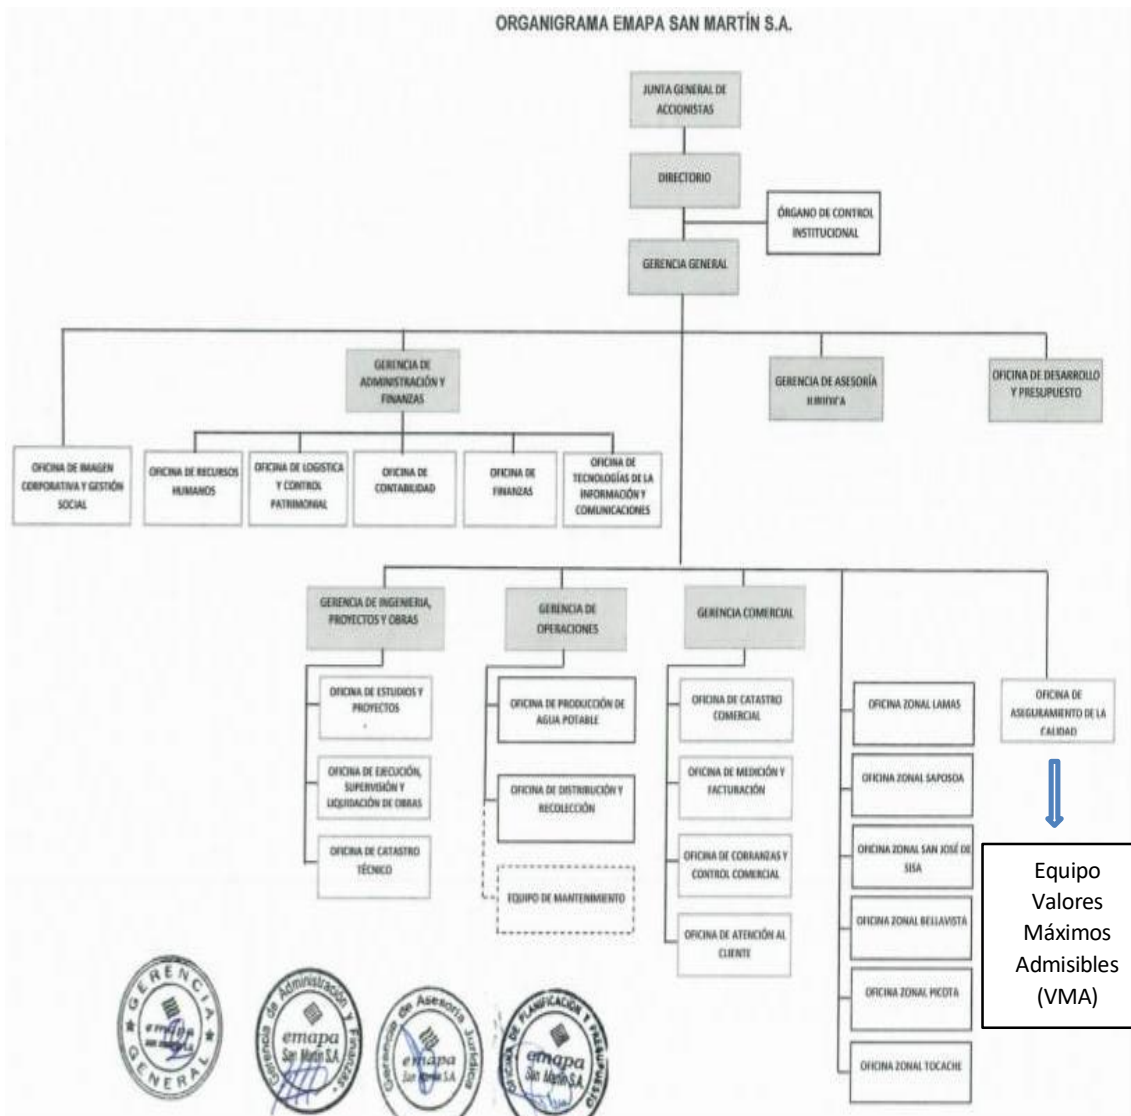 ORGANIGRAMA EMAPA SAN MARTÍN S.A.
JUNTA GENERAL DE
ACCIONISTAS
DIRECTORIO
ÓRGANO DE CONTROL
INSTITUCIONAL
GERENCIA GENERAL
GERENCIA DE
ADMINISTRACIÓN Y
FINANZAS
GERENCIA DE ASESORÍA
JURIDICA
OFICINA DE DESARROLLO
Y PRESUPUESTO
OFICINA DE IMAGEN
CORPORATIVA Y GESTIÓN
SOCIAL
OFICINA DE RECURSOS
HUMANOS
OFICINA DE LOGISTICA
Y CONTROL
PATRIMONIAL
OFICINA DE
CONTABILIDAD
OFICINA DE
FINANZAS
OFICINA DE
TECNOLOGÍAS DE LA
INFORMACIÓN Y
COMUNICACIONES
GERENCIA DE INGENIERIA,
PROYECTOS Y OBRAS
GERENCIA DE
OPERACIONES
GERENCIA COMERCIAL
OFICINA DE ESTUDIOS Y
PROYECTOS
OFICINA DE EJECUCIÓN,
SUPERVISIÓN Y
LIQUIDACIÓN DE OBRAS
OFICINA DE CATASTRO
TÉCNICO
OFICINA DE PRODUCCIÓN DE
AGUA POTABLE
OFICINA DE DISTRIBUCIÓN Y
RECOLECCIÓN
EQUIPO DE MANTENIMIENTO
OFICINA DE CATASTRO
COMERCIAL
OFICINA DE MEDICIÓN Y
FACTURACIÓN
OFICINA DE COBRANZAS Y
CONTROL COMERCIAL
OFICINA DE ATENCIÓN AL
CLIENTE
OFICINA ZONAL LAMAS
OFICINA ZONAL SAPOSOA
OFICINA ZONAL SAN JOSÉ DE
SISA
OFICINA ZONAL BELLAVISTA
OFICINA ZONAL PICOTA
OFICINA ZONAL TOCACHE
OFICINA DE
ASEGURAMIENTO DE LA
CALIDAD
Equipo
Valores
Máximos
Admisibles
(VMA)
GERENCIA
emapa
GENERAL
Gerencia de Administración y Finanzas
emapa
San Martín S.A.
Gerencia de Asesoría Jurídica
emapa
San Martín S.A.
OFICINA DE PLANIFICACIÓN Y PRESUPUESTO
emapa
San Martín S.A.